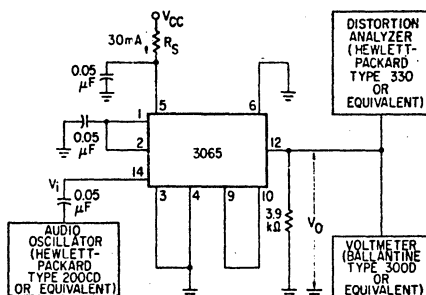 VCC
30mA
RS
0.05
μF
5
6
1
0.05
μF
2
3065
12
14
Vi
0.05
μF
3
4
9
10
3.9
kΩ
VO
DISTORTION
ANALYZER
(HEWLETT-
PACKARD
TYPE 330
OR
EQUIVALENT)
AUDIO
OSCILLATOR
(HEWLETT-
PACKARD
TYPE 200CD
OR EQUIVALENT)
VOLTMETER
(BALLANTINE
TYPE 300D
OR
EQUIVALENT)